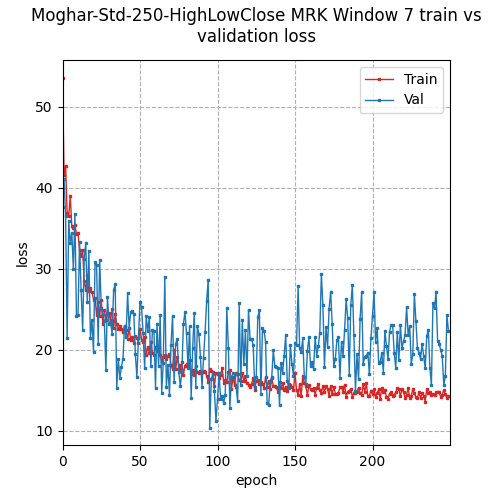 Moghar-Std-250-HighLowClose MRK Window 7 train vs
validation loss
Train
Val
50
40
30
20
10
loss
0
50
100
150
200
epoch